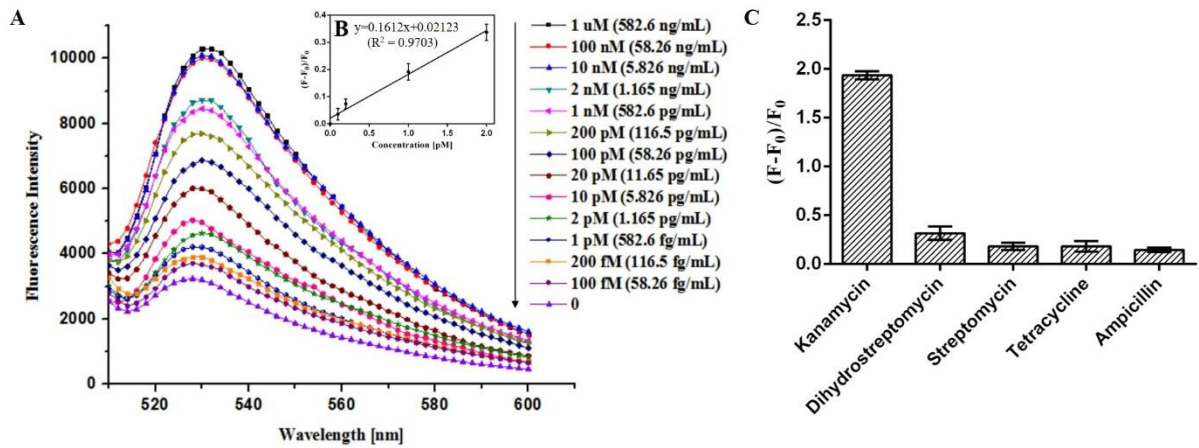 A
Fluorescence Intensity
10000
8000
6000
4000
2000
0
520
540
560
580
600
Wavelength [nm]
B
y=0.1612x+0.02123
(R² = 0.9703)
(F-F₀)/F₀
0.4
0.3
0.2
0.1
0.0
0.0
0.5
1.0
1.5
2.0
Concentration [pM]
1 uM (582.6 ng/mL)
100 nM (58.26 ng/mL)
10 nM (5.826 ng/mL)
2 nM (1.165 ng/mL)
1 nM (582.6 pg/mL)
200 pM (116.5 pg/mL)
100 pM (58.26 pg/mL)
20 pM (11.65 pg/mL)
10 pM (5.826 pg/mL)
2 pM (1.165 pg/mL)
1 pM (582.6 fg/mL)
200 fM (116.5 fg/mL)
100 fM (58.26 fg/mL)
0
C
(F-F₀)/F₀
2.5
2.0
1.5
1.0
0.5
0.0
Kanamycin
Dihydrostreptomycin
Streptomycin
Tetracycline
Ampicillin